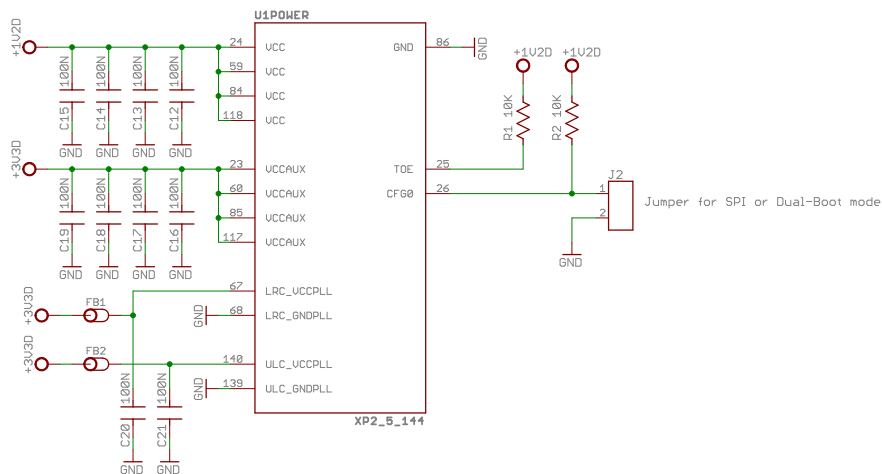 U1POWER
+1V2D
24 VCC
59 VCC
84 VCC
118 VCC
GND 86 GND
100N 100N 100N 100N
C15 C14 C13 C12
GND GND GND GND
+1V2D +1V2D
R1 10K R2 10K
+3V3D
23 VCCAUX
60 VCCAUX
85 VCCAUX
117 VCCAUX
TOE 25
CFG0 26
J2
1
2
Jumper for SPI or Dual-Boot mode
GND
100N 100N 100N 100N
C19 C18 C17 C16
GND GND GND GND
67 LRC_VCCPLL
+3V3D FB1
GND 68 LRC_GNDPLL
+3V3D FB2
140 ULC_VCCPLL
GND 139 ULC_GNDPLL
100N 100N
C20 C21
GND GND
XP2_5_144